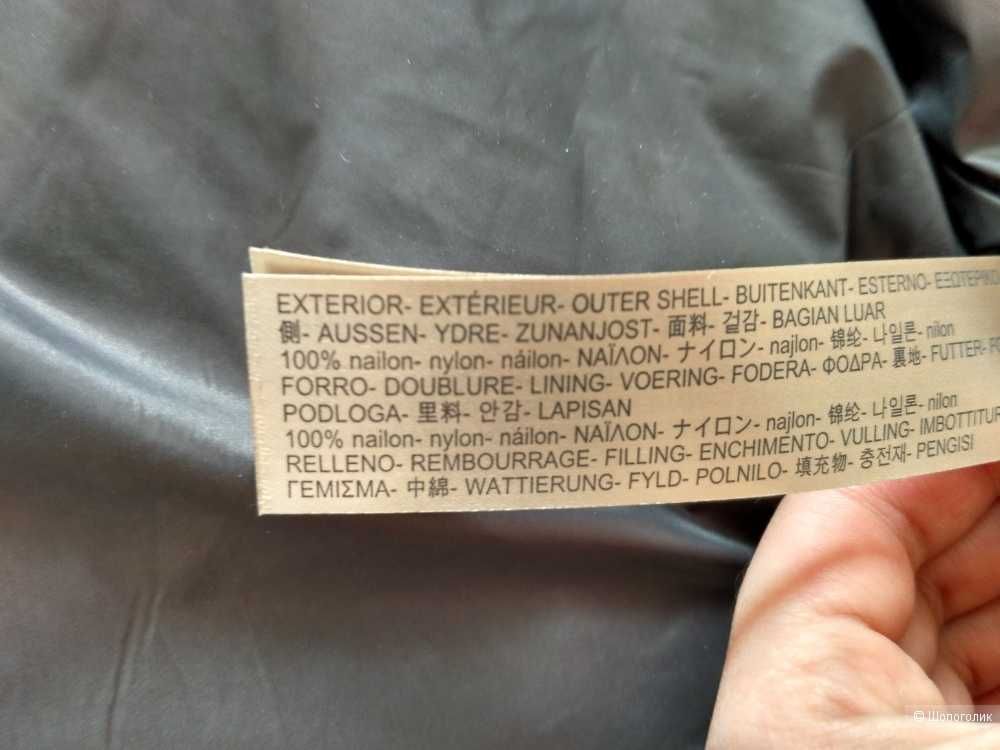 EXTERIOR- EXTÉRIEUR- OUTER SHELL- BUITENKANT- ESTERNO- ΕΞΩΤΕΡΙΚΟ
側- AUSSEN- YDRE- ZUNANJOST- 面料- 겉감- BAGIAN LUAR
100% nailon- nylon- náilon- ΝΑΪΛΟΝ- ナイロン- najlon- 锦纶- 나일론- nilon
FORRO- DOUBLURE- LINING- VOERING- FODERA- ΦΟΔΡΑ- 裏地- FUTTER-
PODLOGA- 里料- 안감- LAPISAN
100% nailon- nylon- náilon- ΝΑΪΛΟΝ- ナイロン- najlon- 锦纶- 나일론- nilon
RELLENO- REMBOURRAGE- FILLING- ENCHIMENTO- VULLING- IMBOTTITUR
ΓΕΜΙΣΜΑ- 中綿- WATTIERUNG- FYLD- POLNILO- 填充物- 충전재- PENGISI
© Шопоголик